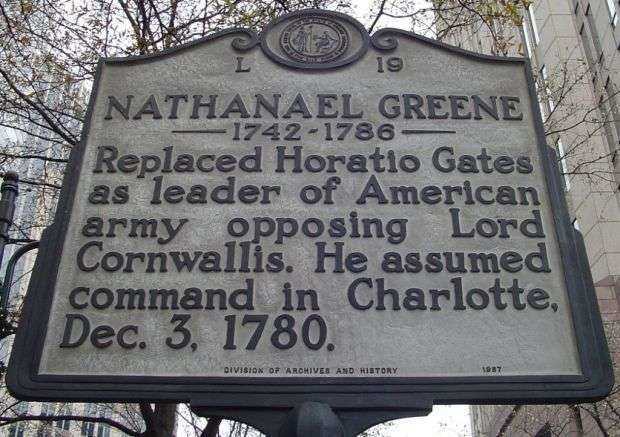 L 19
NATHANAEL GREENE
1742-1786
Replaced Horatio Gates
as leader of American
army opposing Lord
Cornwallis. He assumed
command in Charlotte,
Dec. 3, 1780.
DIVISION OF ARCHIVES AND HISTORY 1987